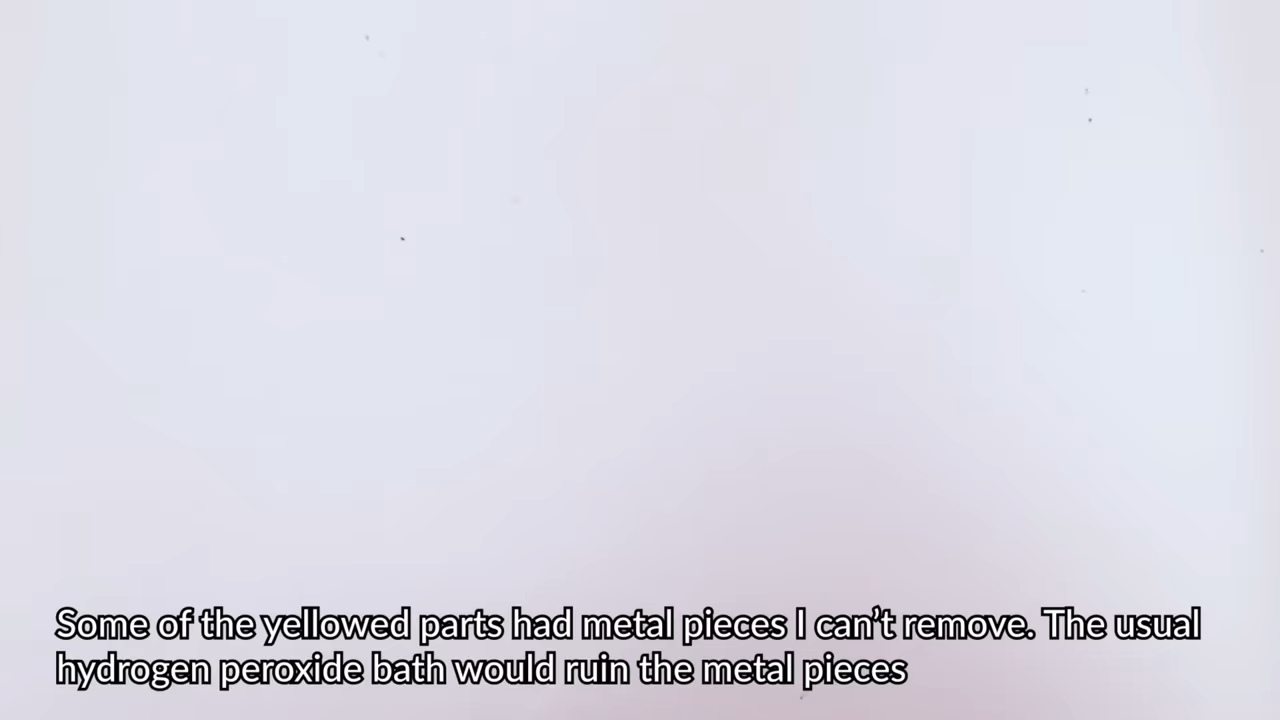 Some of the yellowed parts had metal pieces I can't remove. The usual
hydrogen peroxide bath would ruin the metal pieces